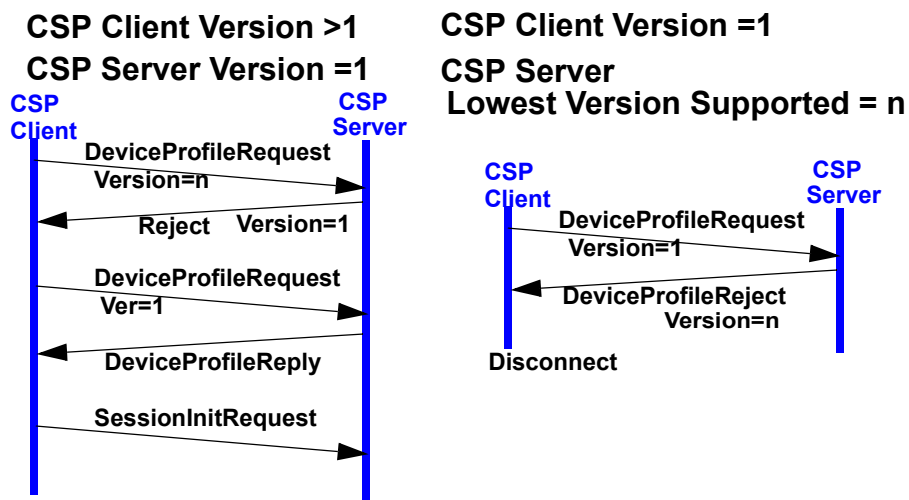 CSP Client Version >1
CSP Server Version =1
CSP
Client
CSP
Server
DeviceProfileRequest
Version=n
Reject Version=1
DeviceProfileRequest
Ver=1
DeviceProfileReply
SessionInitRequest
CSP Client Version =1
CSP Server
Lowest Version Supported = n
CSP
Client
CSP
Server
DeviceProfileRequest
Version=1
DeviceProfileReject
Version=n
Disconnect